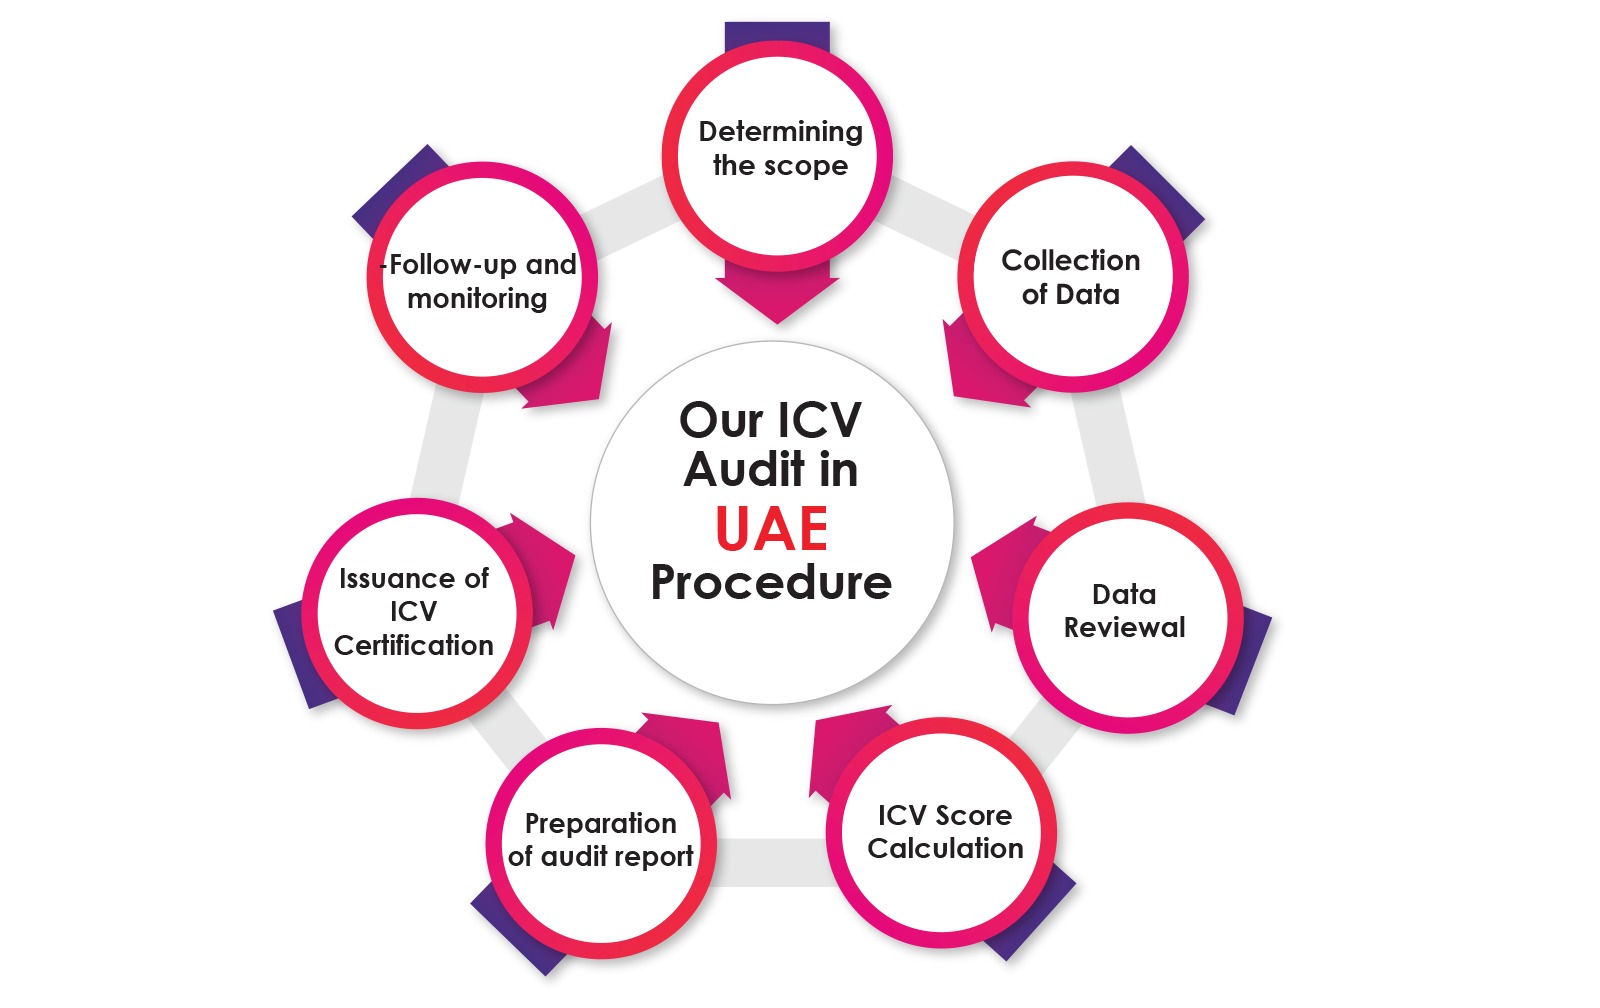 Determining
the scope
Collection
of Data
Data
Reviewal
ICV Score
Calculation
Preparation
of audit report
Issuance of
ICV
Certification
-Follow-up and
monitoring
Our ICV
Audit in
UAE
Procedure